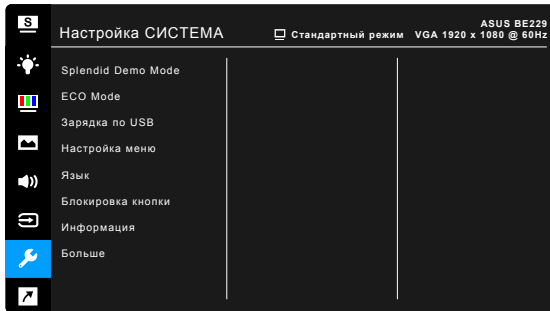 S
ASUS BE229
Настройка СИСТЕМА
Стандартный режим VGA 1920 x 1080 @ 60Hz
Splendid Demo Mode
ECO Mode
Зарядка по USB
Настройка меню
Язык
Блокировка кнопки
Информация
Больше